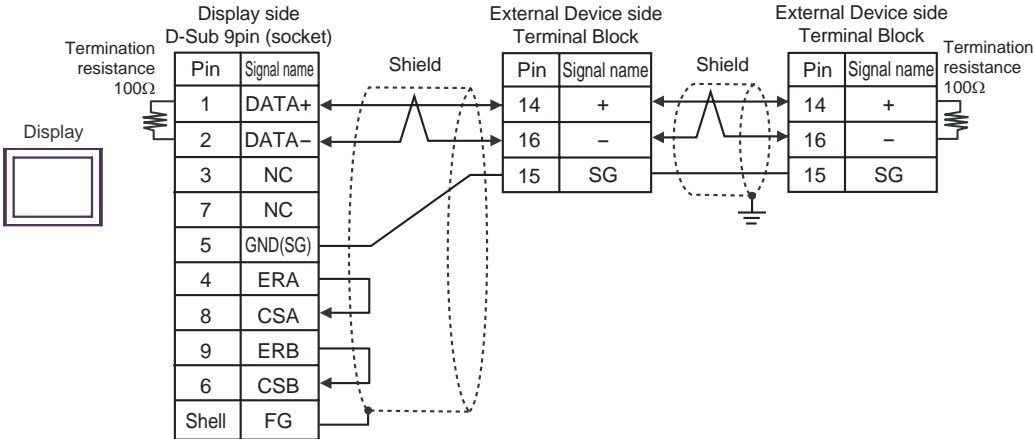 Display side
D-Sub 9pin (socket)
External Device side
Terminal Block
External Device side
Terminal Block
Termination
resistance
100Ω
Termination
resistance
100Ω
Shield
Shield
Display
Pin Signal name
1 DATA+
2 DATA−
3 NC
7 NC
5 GND(SG)
4 ERA
8 CSA
9 ERB
6 CSB
Shell FG
Pin Signal name
14 +
16 −
15 SG
Pin Signal name
14 +
16 −
15 SG